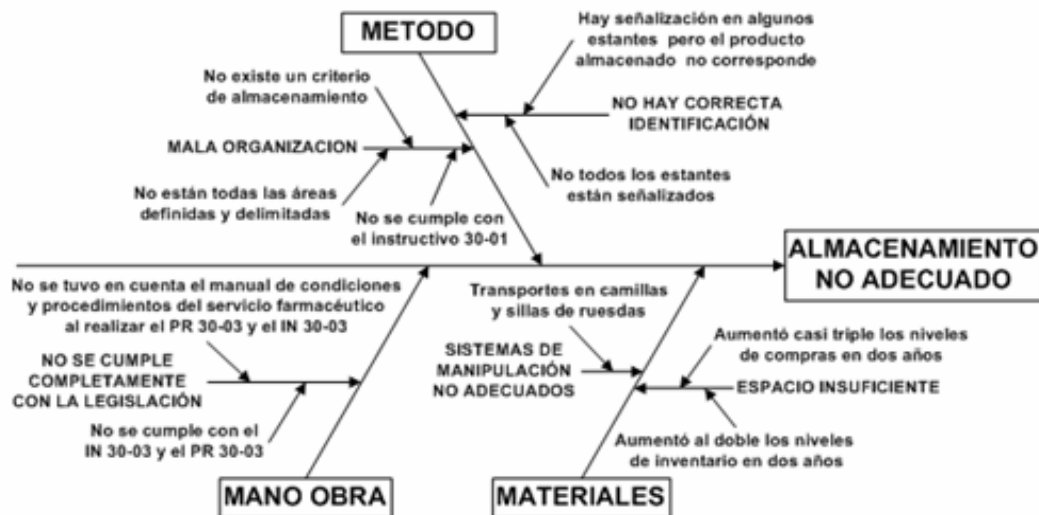 METODO
Hay señalización en algunos
estantes pero el producto
almacenado no corresponde
No existe un criterio
de almacenamiento
NO HAY CORRECTA
IDENTIFICACIÓN
MALA ORGANIZACION
No todos los estantes
están señalizados
No están todas las áreas
definidas y delimitadas
No se cumple con
el instructivo 30-01
ALMACENAMIENTO
NO ADECUADO
No se tuvo en cuenta el manual de condiciones
y procedimientos del servicio farmacéutico
al realizar el PR 30-03 y el IN 30-03
Transportes en camillas
y sillas de ruesdas
Aumentó casi triple los niveles
de compras en dos años
NO SE CUMPLE
COMPLETAMENTE
CON LA LEGISLACIÓN
SISTEMAS DE
MANIPULACIÓN
NO ADECUADOS
ESPACIO INSUFICIENTE
No se cumple con el
IN 30-03 y el PR 30-03
Aumentó al doble los niveles
de inventario en dos años
MANO OBRA
MATERIALES